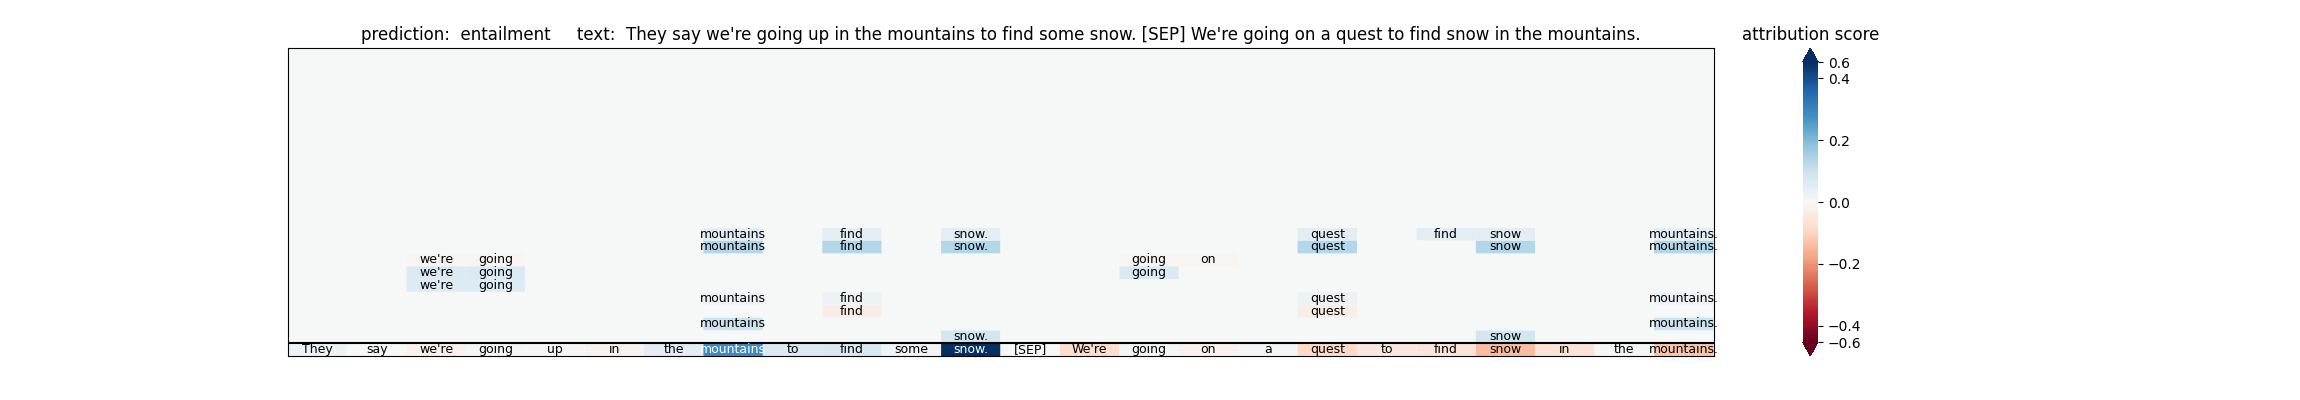 prediction:  entailment     text:  They say we're going up in the mountains to find some snow. [SEP] We're going on a quest to find snow in the mountains.
attribution score
0.6
0.4
0.2
0.0
−0.2
−0.4
−0.6
mountains find snow. quest find snow mountains.
mountains find snow. quest snow mountains.
we're going going on
we're going going
we're going
mountains find quest mountains.
find quest
mountains mountains.
snow. snow
They say we're going up in the mountains to find some snow. [SEP] We're going on a quest to find snow in the mountains.